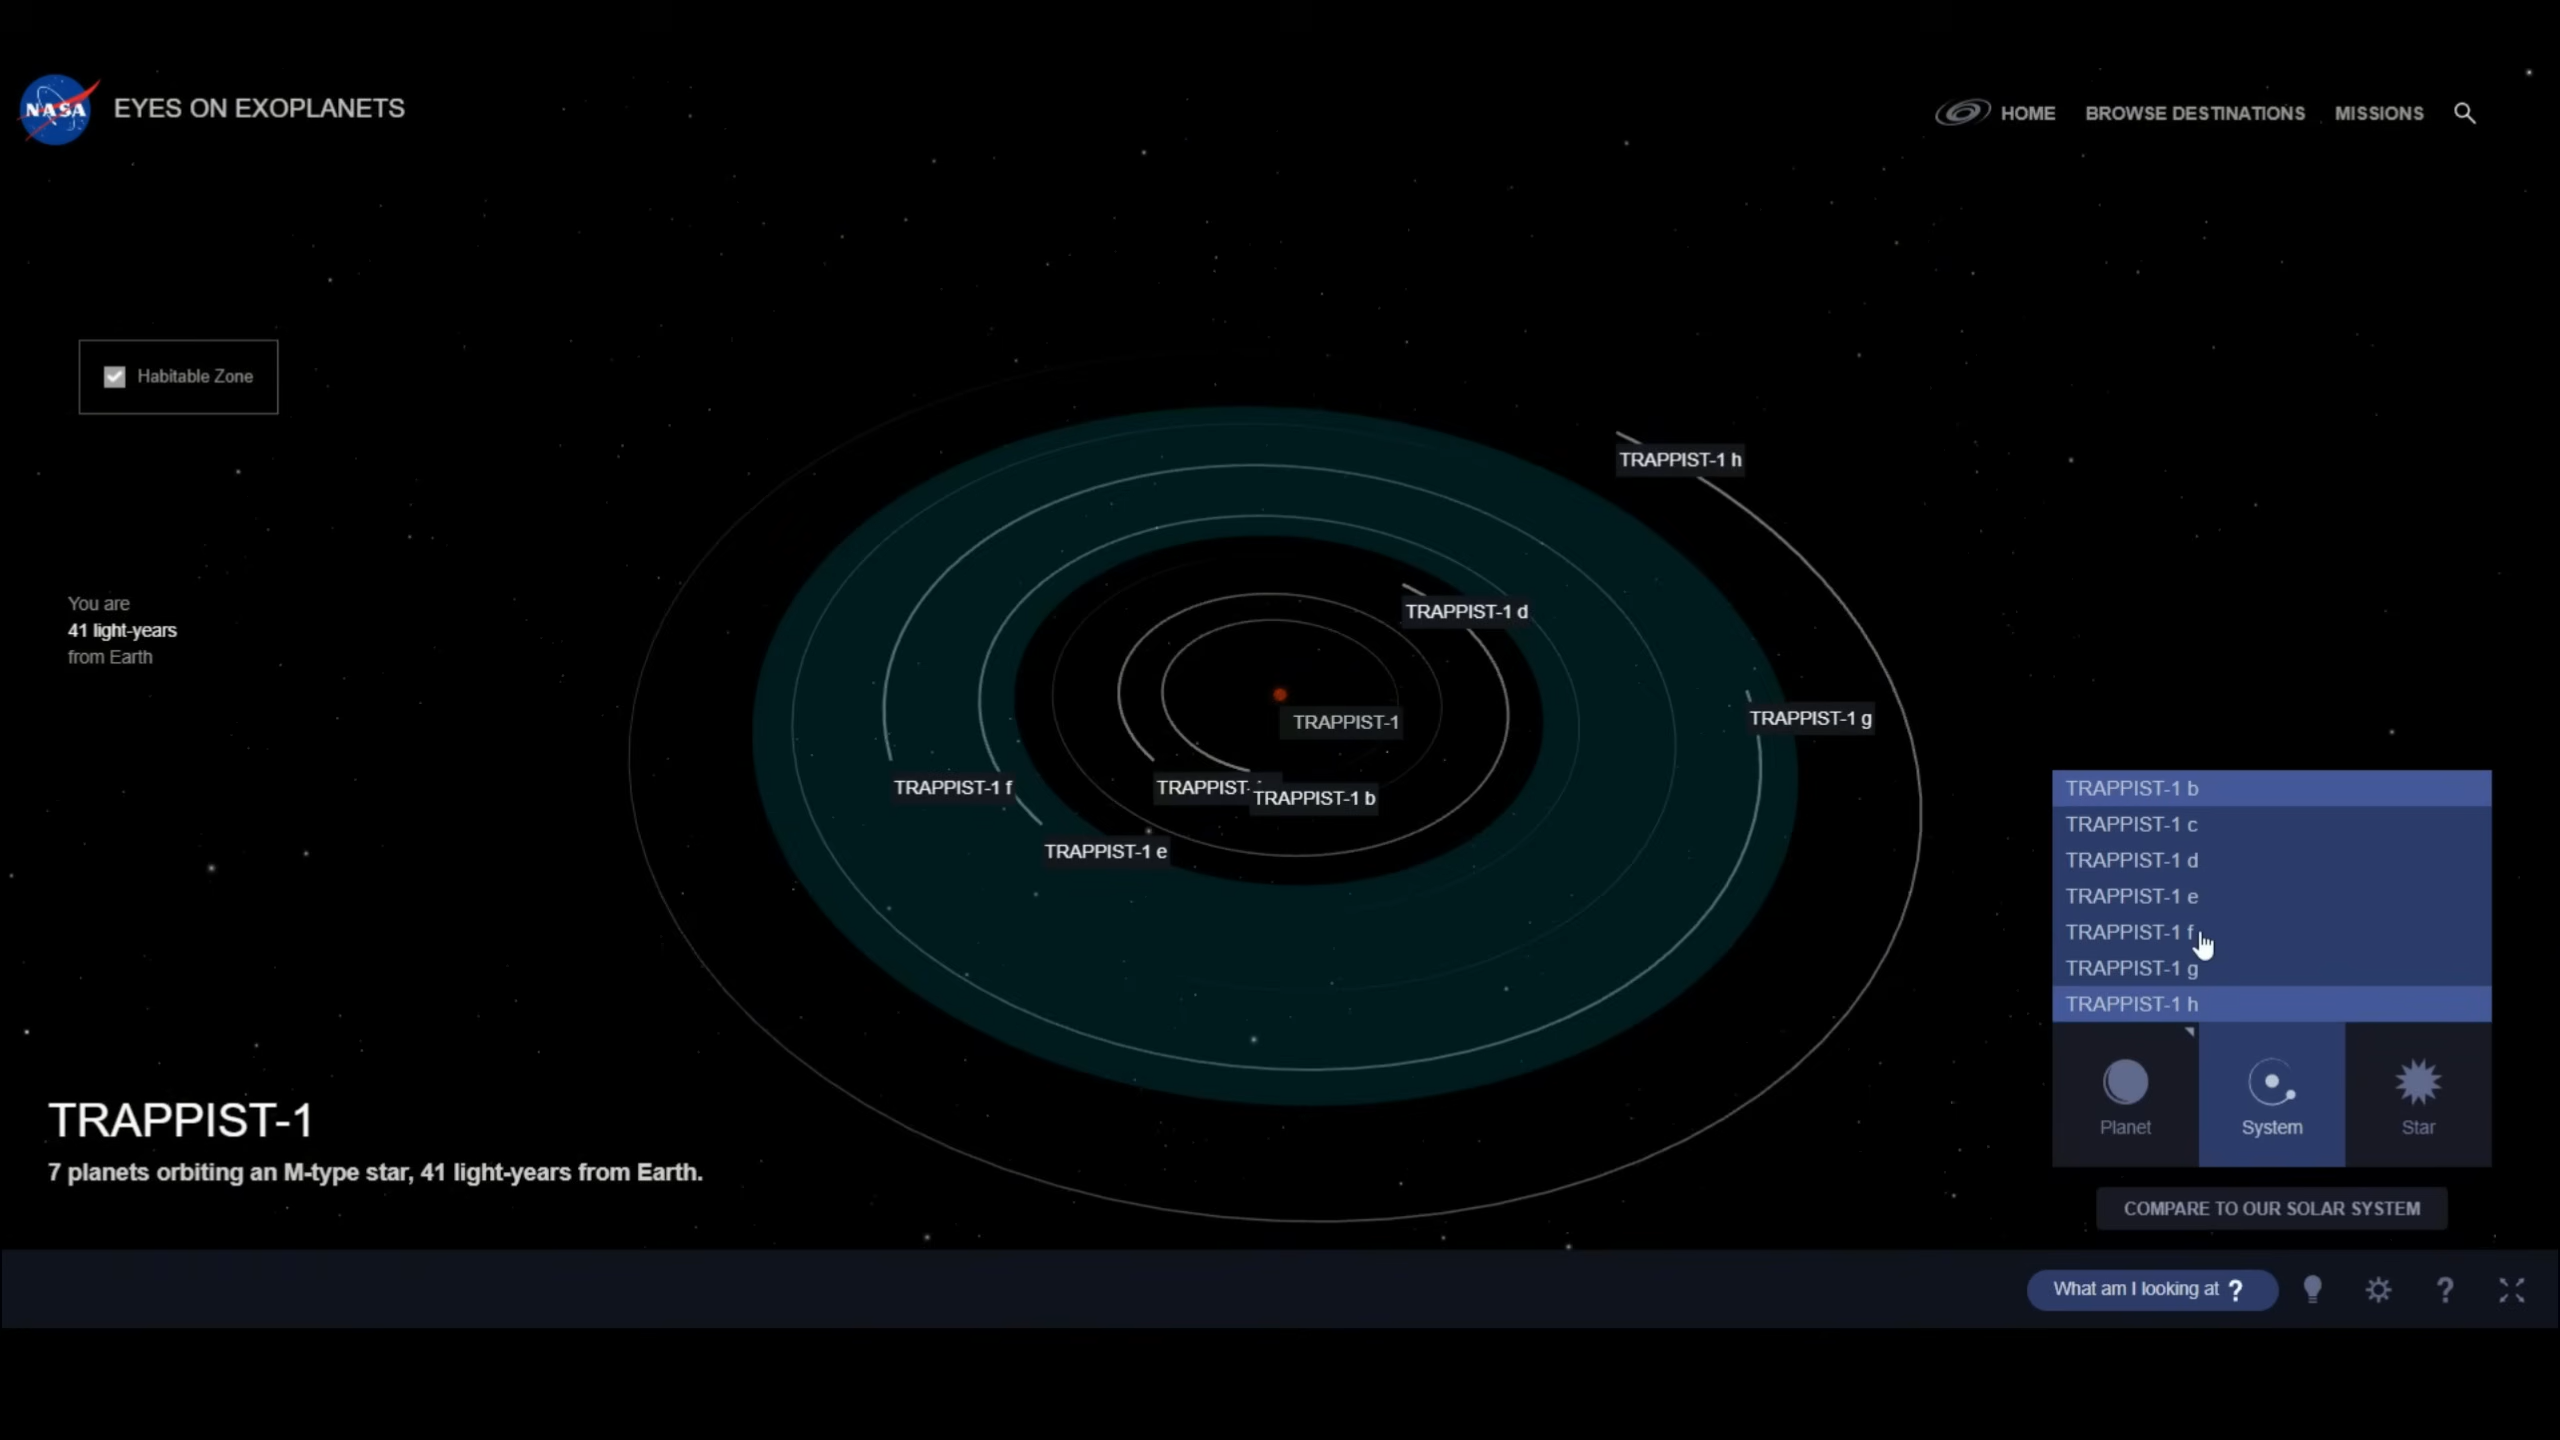 NASA
EYES ON EXOPLANETS
HOME
BROWSE DESTINATIONS
MISSIONS
Habitable Zone
You are
41 light-years
from Earth
TRAPPIST-1 h
TRAPPIST-1 d
TRAPPIST-1
TRAPPIST-1 g
TRAPPIST-1 f
TRAPPIST-
TRAPPIST-1 b
TRAPPIST-1 e
TRAPPIST-1 b
TRAPPIST-1 c
TRAPPIST-1 d
TRAPPIST-1 e
TRAPPIST-1 f
TRAPPIST-1 g
TRAPPIST-1 h
Planet
System
Star
COMPARE TO OUR SOLAR SYSTEM
TRAPPIST-1
7 planets orbiting an M-type star, 41 light-years from Earth.
What am I looking at ?
?